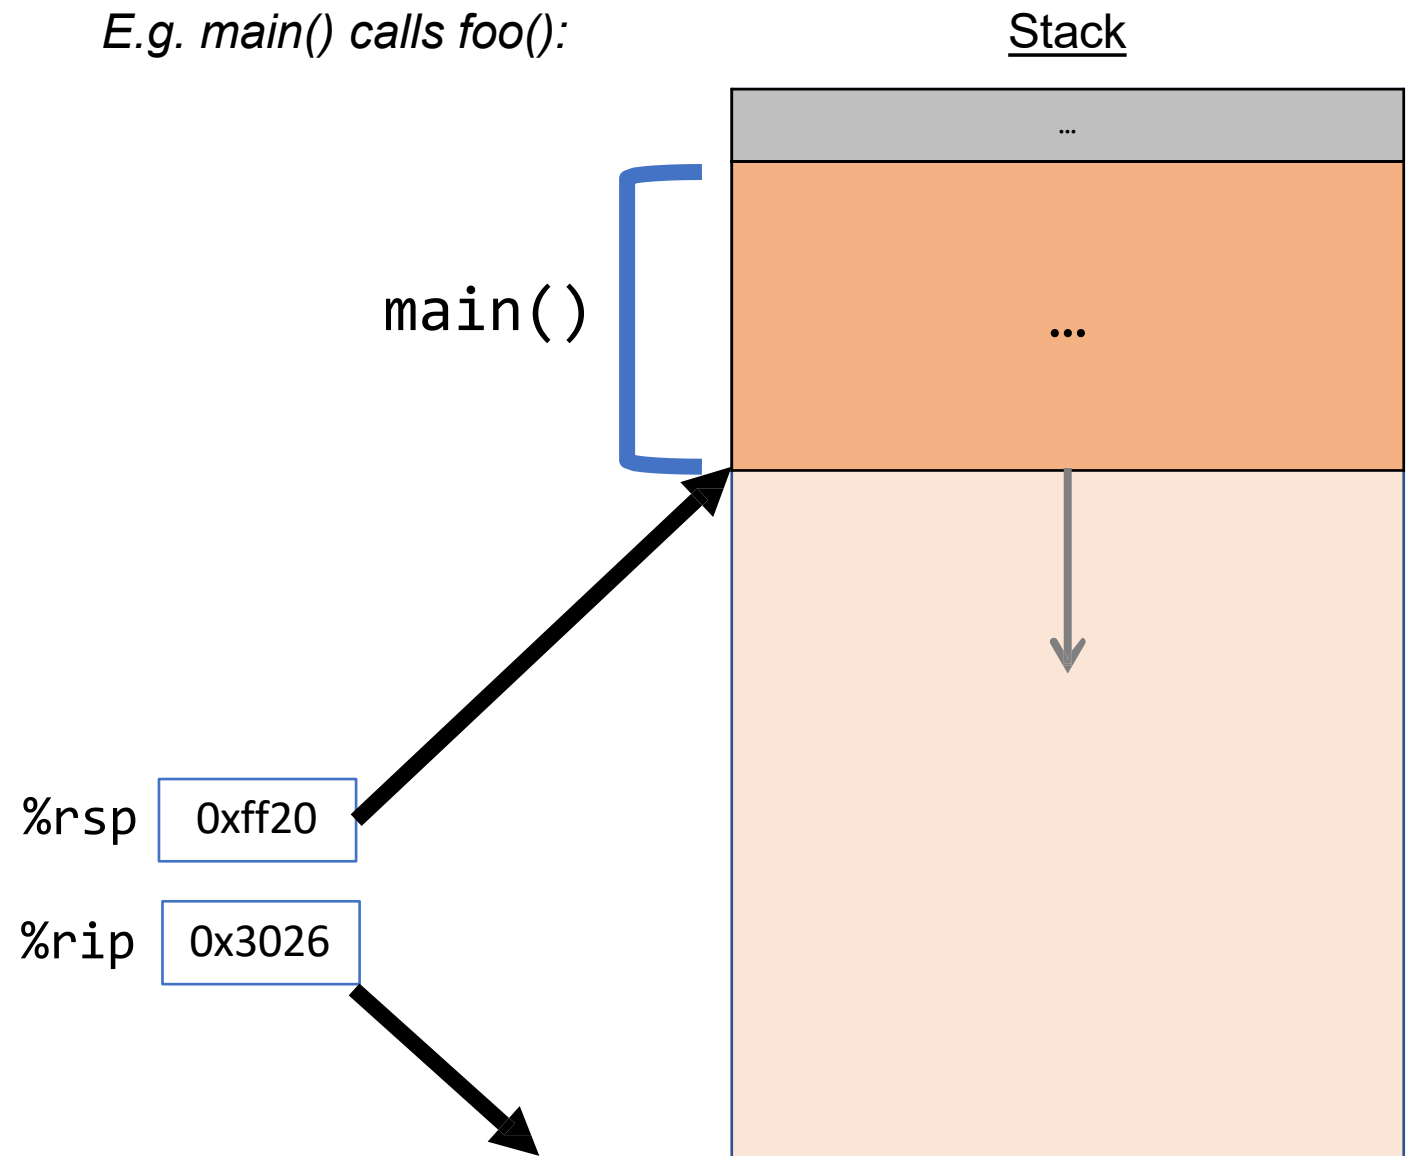 E.g. main() calls foo():
Stack
...
main()
...
%rsp 0xff20
%rip 0x3026